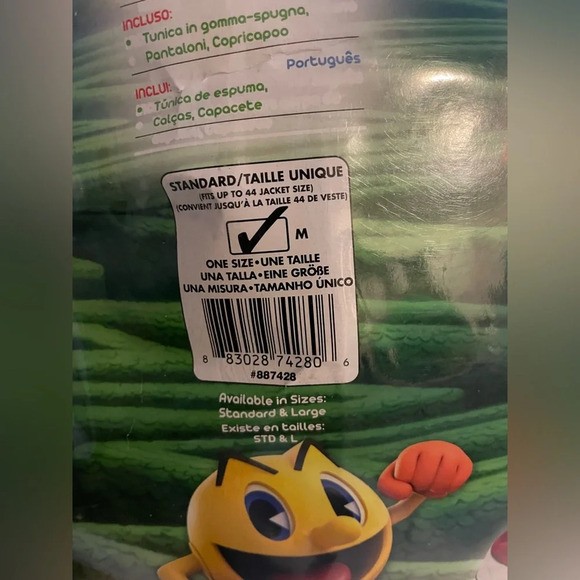 INCLUSO:
• Tunica in gomma-spugna,
Pantaloni, Copricapoo
Português
INCLUI:
• Túnica de espuma,
Calças, Capacete
STANDARD/TAILLE UNIQUE
(FITS UP TO 44 JACKET SIZE)
(CONVIENT JUSQU'À LA TAILLE 44 DE VESTE)
M
ONE SIZE•UNE TAILLE
UNA TALLA•EINE GRÖßE
UNA MISURA•TAMANHO ÚNICO
8 83028 74280 6
#887428
Available in Sizes:
Standard & Large
Existe en tailles:
STD & L